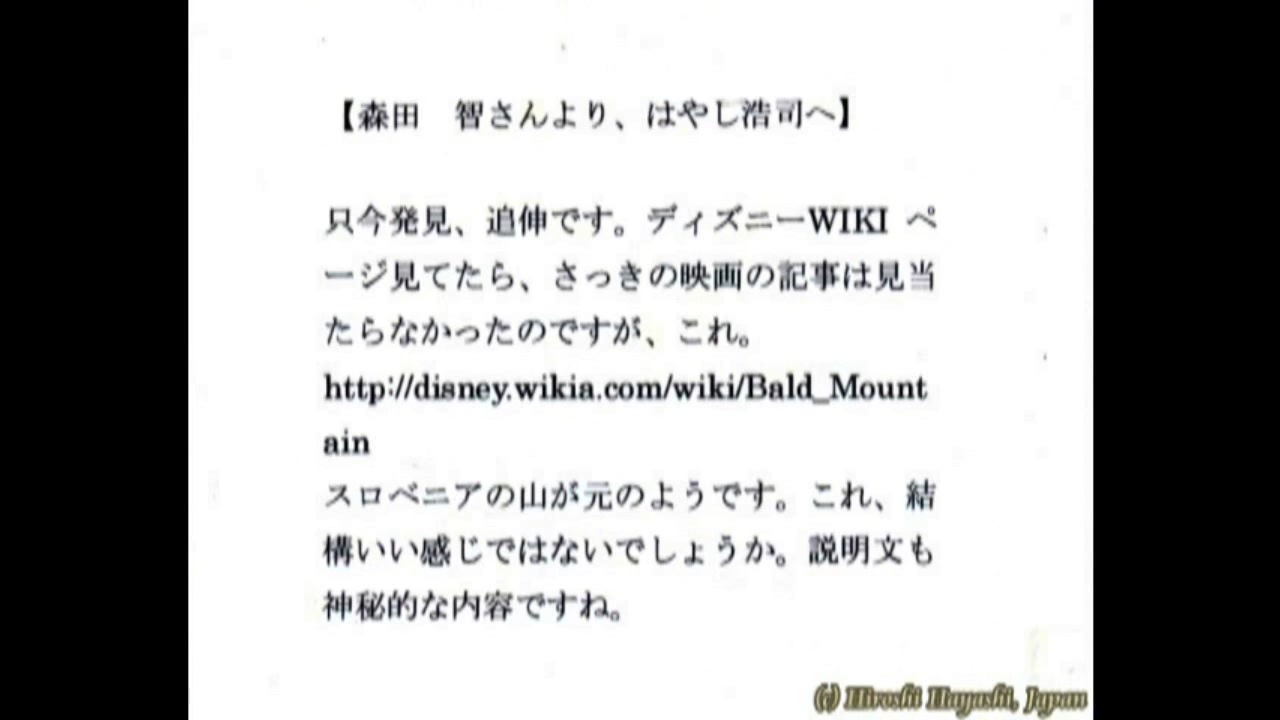 【森田　智さんより、はやし浩司へ】
只今発見、追伸です。ディズニーWIKI ペ
ージ見てたら、さっきの映画の記事は見当
たらなかったのですが、これ。
http://disney.wikia.com/wiki/Bald_Mount
ain
スロベニアの山が元のようです。これ、結
構いい感じではないでしょうか。説明文も
神秘的な内容ですね。
(c) Hiroshi Hayashi, Japan